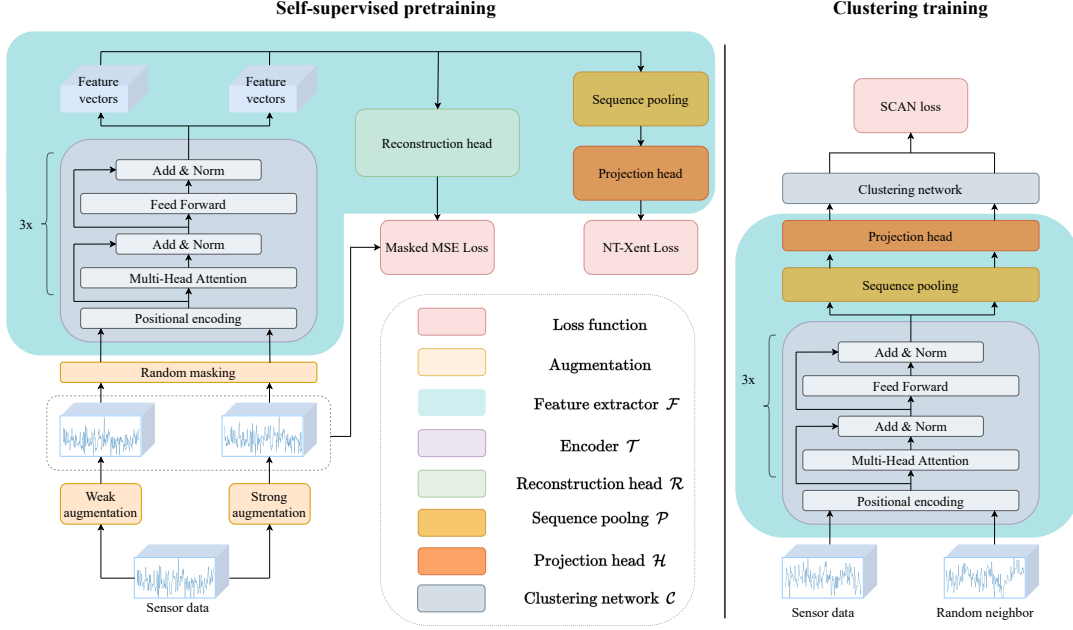 Self-supervised pretraining
Feature
vectors
Feature
vectors
Sequence pooling
Reconstruction head
Projection head
3x
Add & Norm
Feed Forward
Add & Norm
Multi-Head Attention
Positional encoding
Masked MSE Loss
NT-Xent Loss
Random masking
Weak
augmentation
Strong
augmentation
Sensor data
Loss function
Augmentation
Feature extractor ℱ
Encoder 𝒯
Reconstruction head ℛ
Sequence poolng 𝒫
Projection head ℋ
Clustering network 𝒞
Clustering training
SCAN loss
Clustering network
Projection head
Sequence pooling
3x
Add & Norm
Feed Forward
Add & Norm
Multi-Head Attention
Positional encoding
Sensor data
Random neighbor